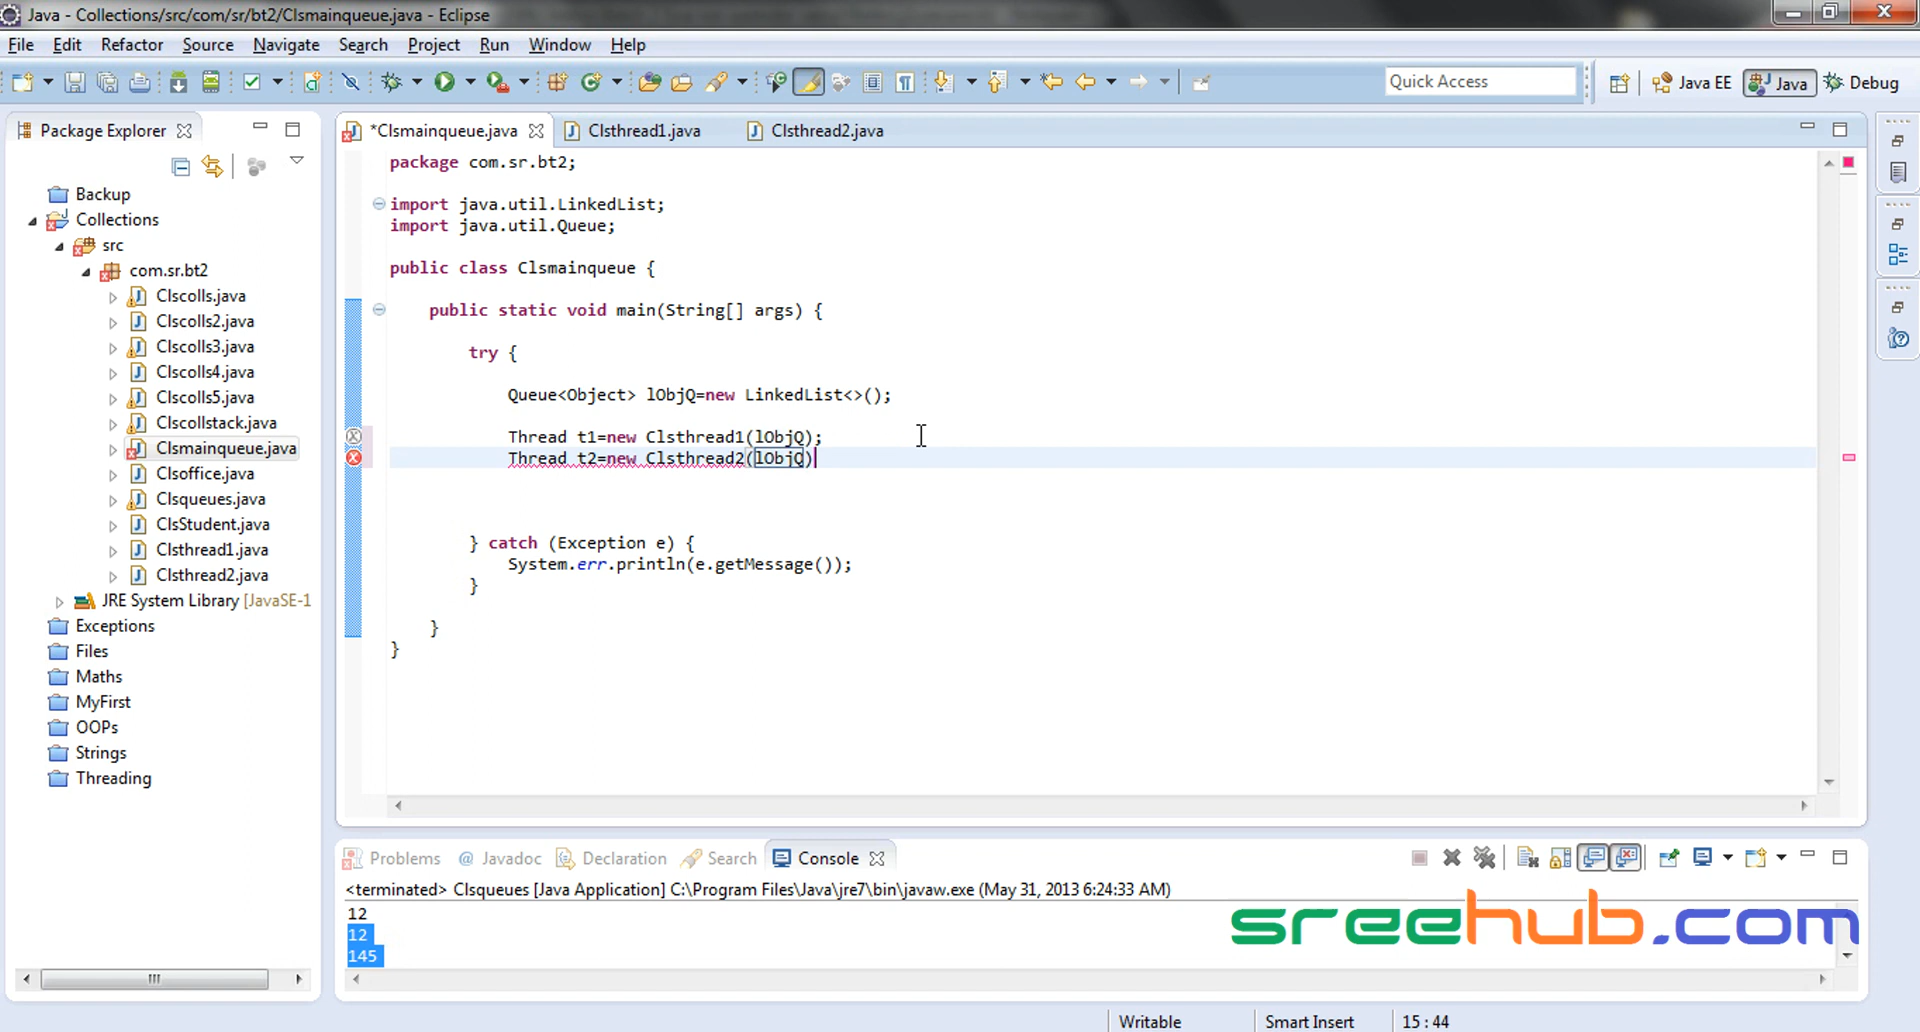 Java - Collections/src/com/sr/bt2/Clsmainqueue.java - Eclipse
File Edit Refactor Source Navigate Search Project Run Window Help
Quick Access
Java EE
Java
Debug
Package Explorer
Backup
Collections
src
com.sr.bt2
Clscolls.java
Clscolls2.java
Clscolls3.java
Clscolls4.java
Clscolls5.java
Clscollstack.java
Clsmainqueue.java
Clsoffice.java
Clsqueues.java
ClsStudent.java
Clsthread1.java
Clsthread2.java
JRE System Library [JavaSE-1
Exceptions
Files
Maths
MyFirst
OOPs
Strings
Threading
*Clsmainqueue.java
Clsthread1.java
Clsthread2.java
package com.sr.bt2;
import java.util.LinkedList;
import java.util.Queue;
public class Clsmainqueue {
public static void main(String[] args) {
try {
Queue<Object> lObjQ=new LinkedList<>();
Thread t1=new Clsthread1(lObjQ);
Thread t2=new Clsthread2(lObjQ)
} catch (Exception e) {
System.err.println(e.getMessage());
}
}
}
Problems @ Javadoc Declaration Search Console
<terminated> Clsqueues [Java Application] C:\Program Files\Java\jre7\bin\javaw.exe (May 31, 2013 6:24:33 AM)
12
12
145
sreehub.com
Writable
Smart Insert
15 : 44